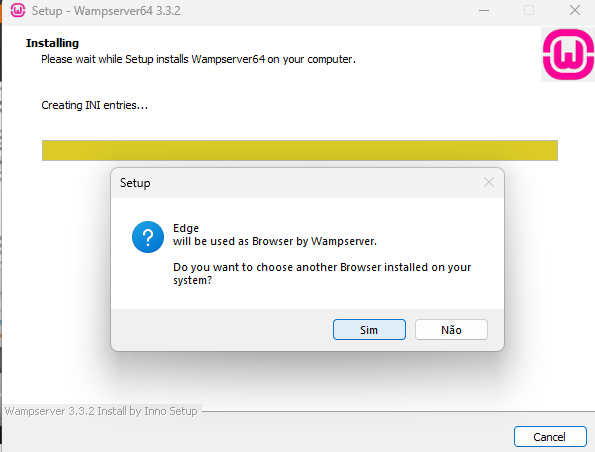 Setup - Wampserver64 3.3.2
Installing
Please wait while Setup installs Wampserver64 on your computer.
Creating INI entries...
Setup
Edge
will be used as Browser by Wampserver.
Do you want to choose another Browser installed on your
system?
Sim
Não
Wampserver 3.3.2 Install by Inno Setup
Cancel